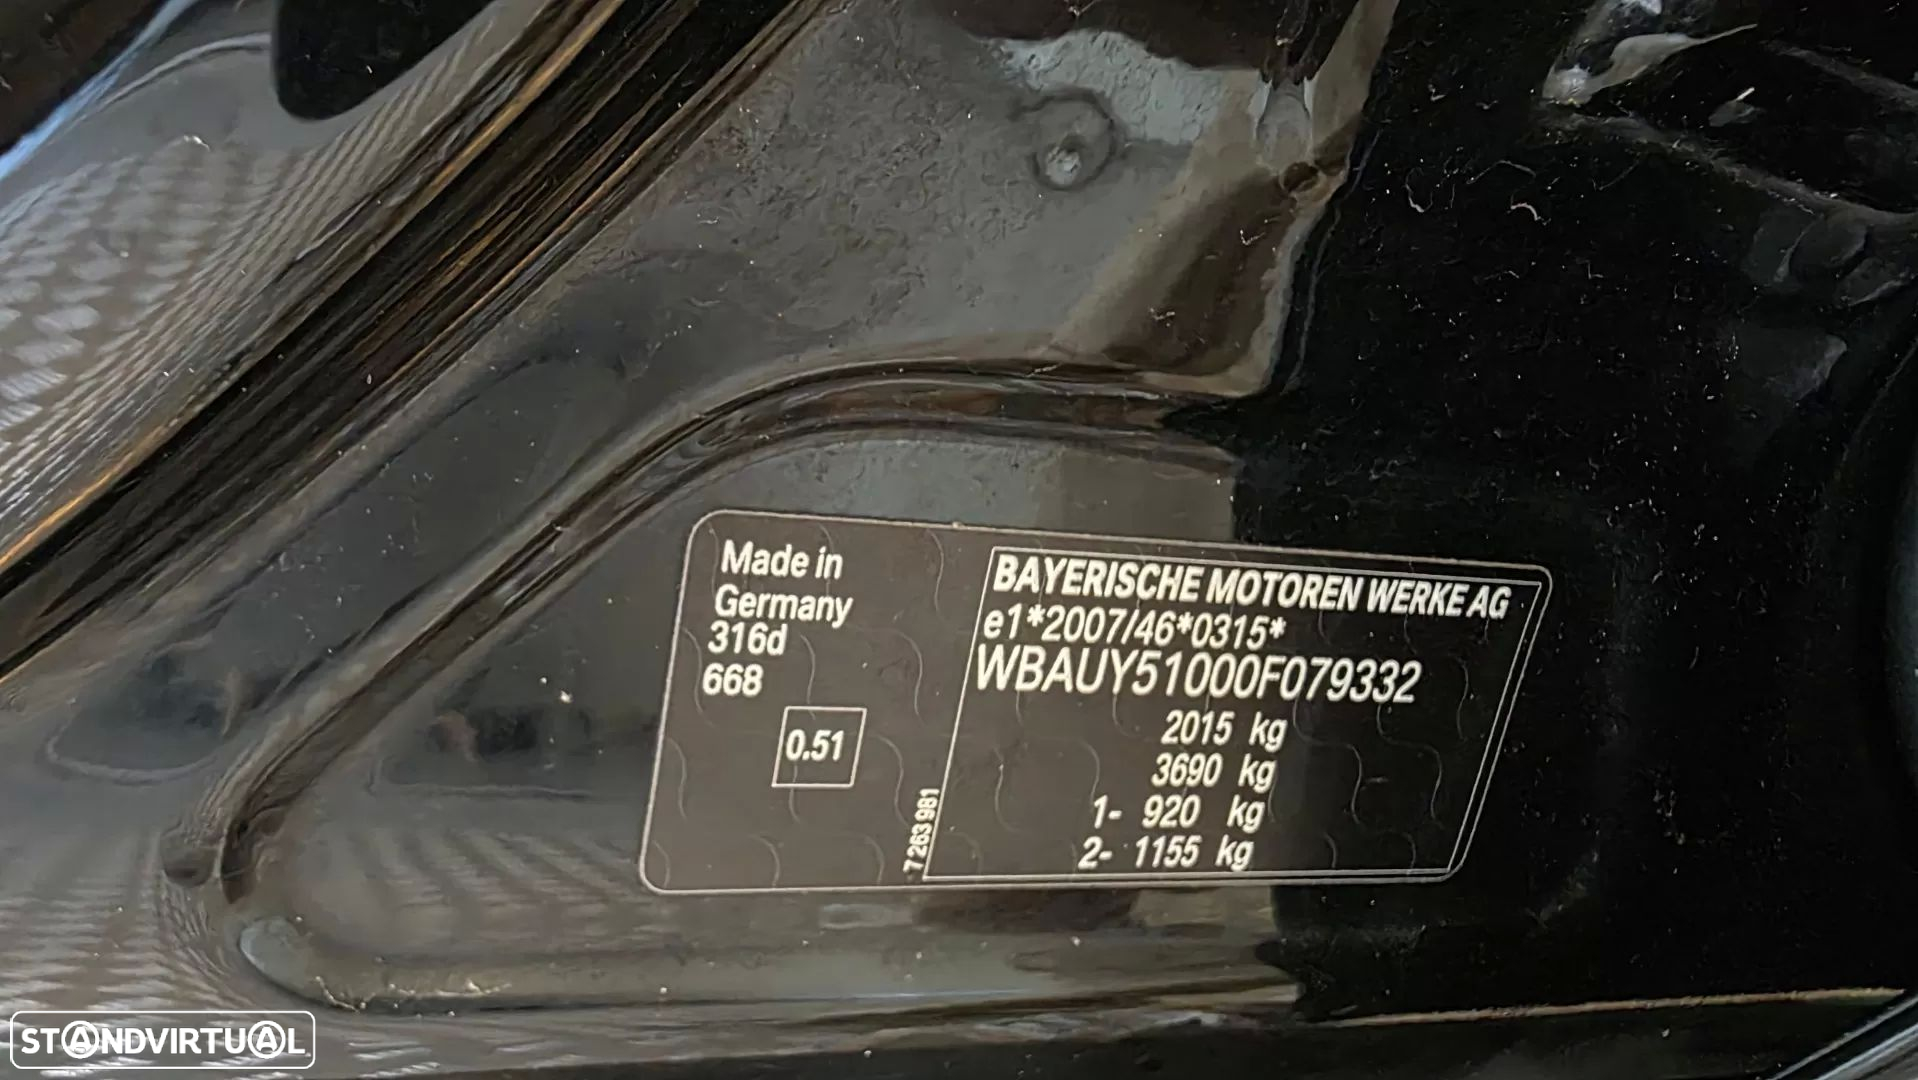 Made in
Germany
316d
668
0.51
7263981
BAYERISCHE MOTOREN WERKE AG
e1*2007/46*0315*
WBAUY51000F079332
2015 kg
3690 kg
1- 920 kg
2- 1155 kg
STANDVIRTUAL